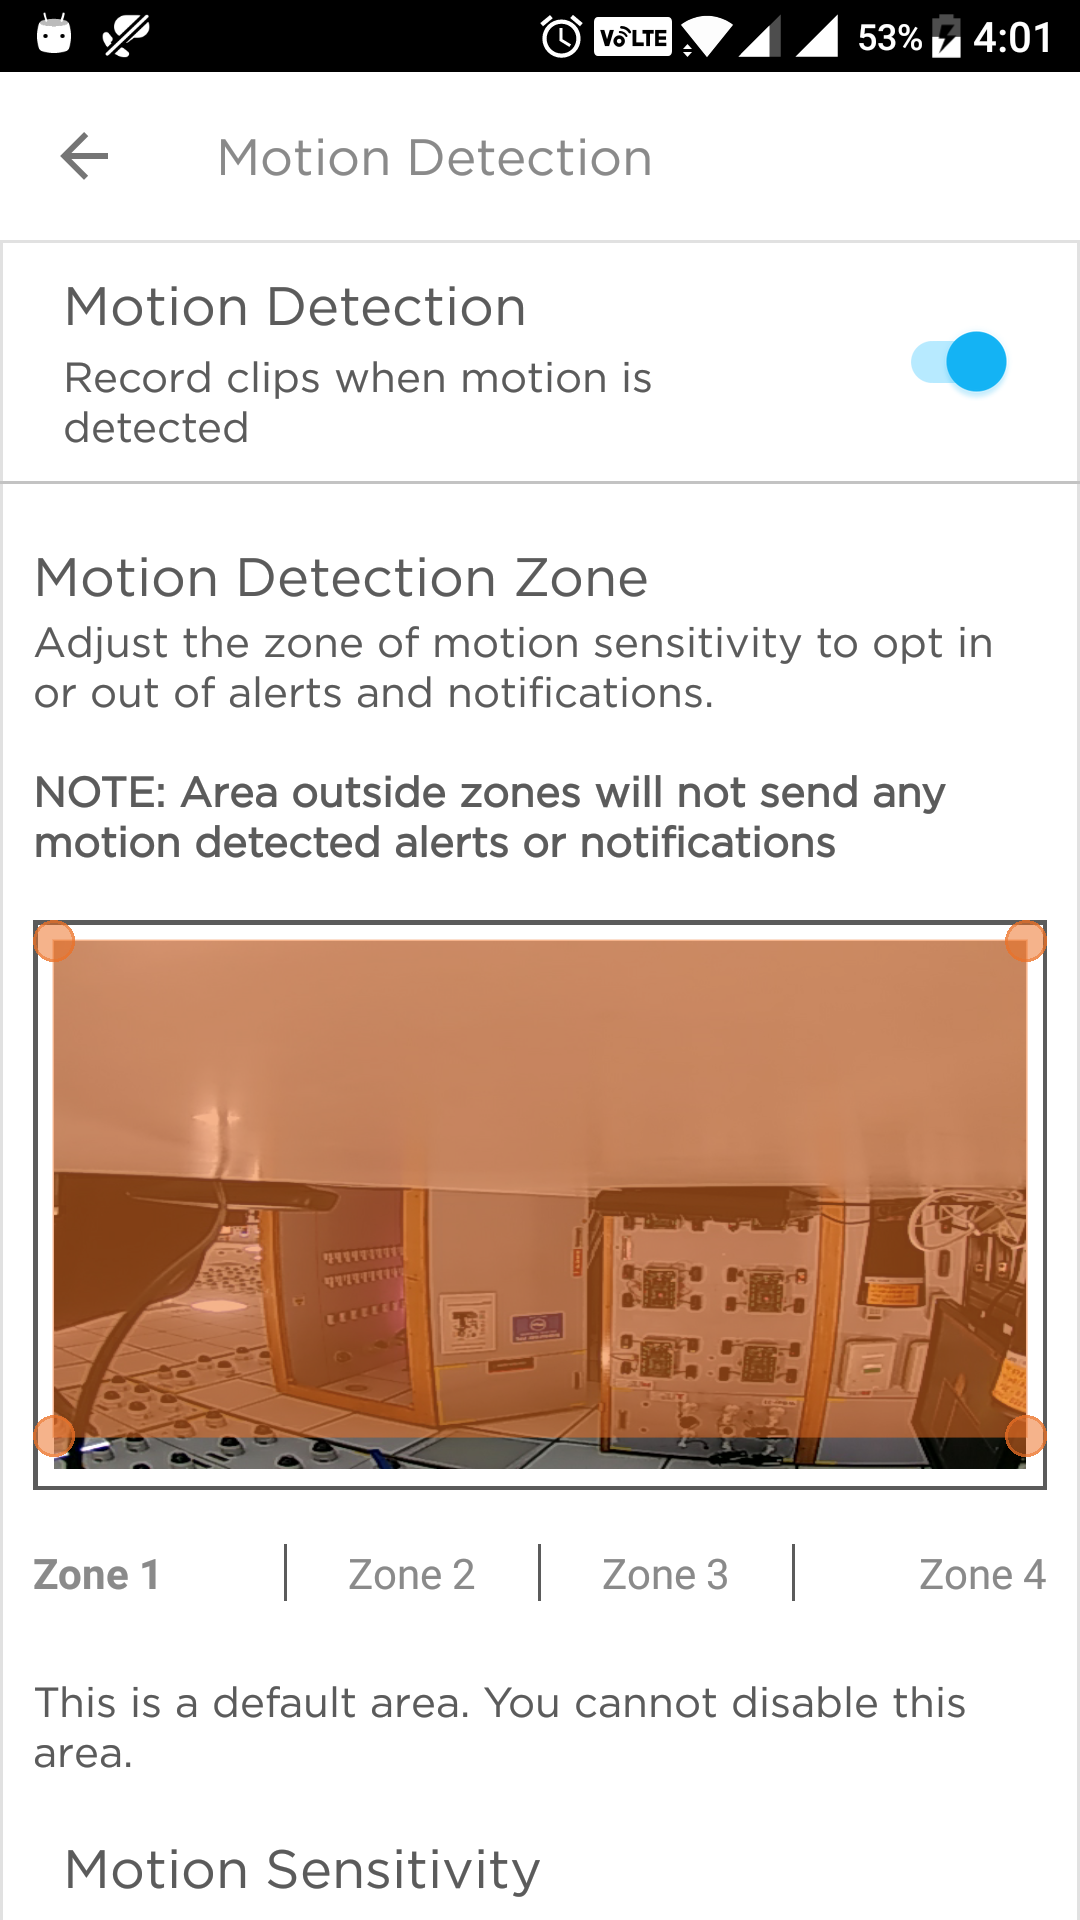 VoLTE 53% 4:01
Motion Detection
Motion Detection
Record clips when motion is
detected
Motion Detection Zone
Adjust the zone of motion sensitivity to opt in
or out of alerts and notifications.
NOTE: Area outside zones will not send any
motion detected alerts or notifications
Zone 1 Zone 2 Zone 3 Zone 4
This is a default area. You cannot disable this
area.
Motion Sensitivity